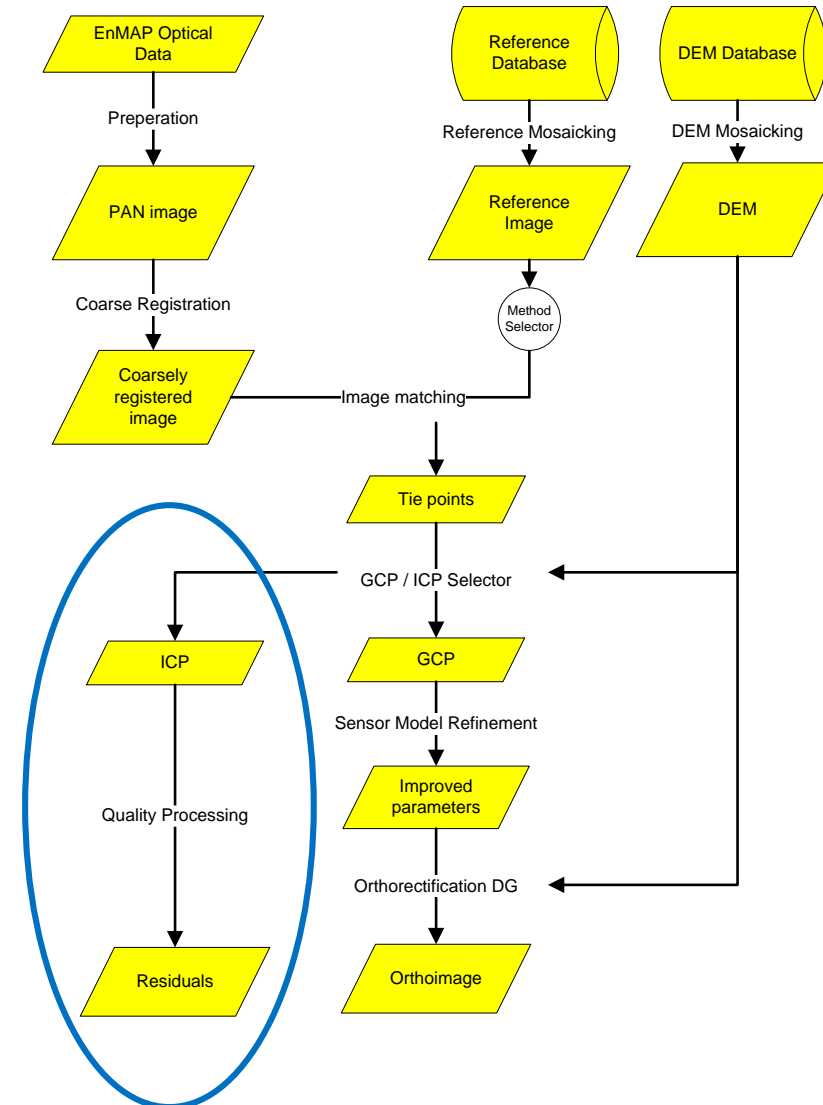 EnMAP Optical
Data
Reference
Database
DEM Database
Preperation
Reference Mosaicking
DEM Mosaicking
PAN image
Reference
Image
DEM
Coarse Registration
Method
Selector
Coarsely
registered
image
Image matching
Tie points
GCP / ICP Selector
ICP
GCP
Sensor Model Refinement
Improved
parameters
Quality Processing
Orthorectification DG
Residuals
Orthoimage